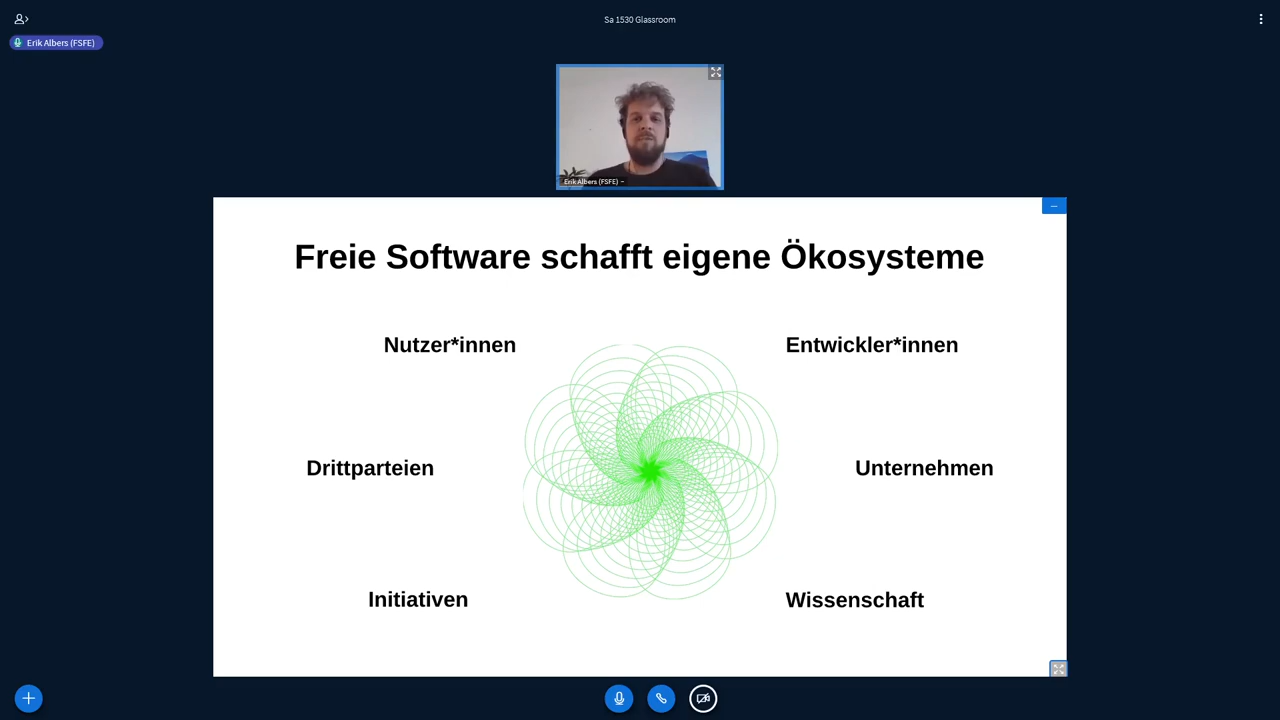 Sa 1530 Glassroom
Erik Albers (FSFE)
Erik Albers (FSFE)
Freie Software schafft eigene Ökosysteme
Nutzer*innen
Entwickler*innen
Drittparteien
Unternehmen
Initiativen
Wissenschaft